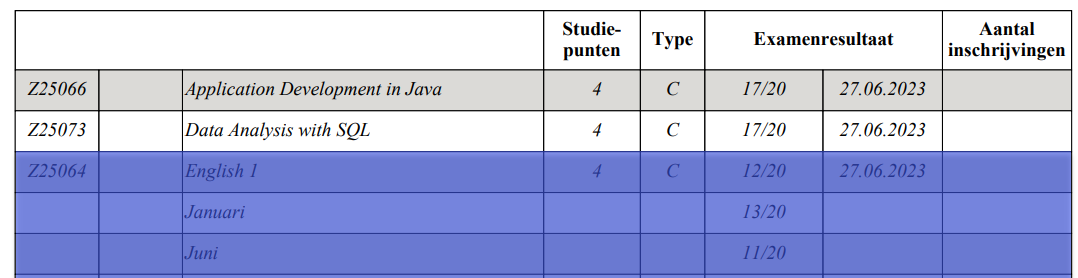 Studie-
punten Type Examenresultaat Aantal
inschrijvingen
Z25066 Application Development in Java 4 C 17/20 27.06.2023
Z25073 Data Analysis with SQL 4 C 17/20 27.06.2023
Z25064 English 1 4 C 12/20 27.06.2023
Januari 13/20
Juni 11/20